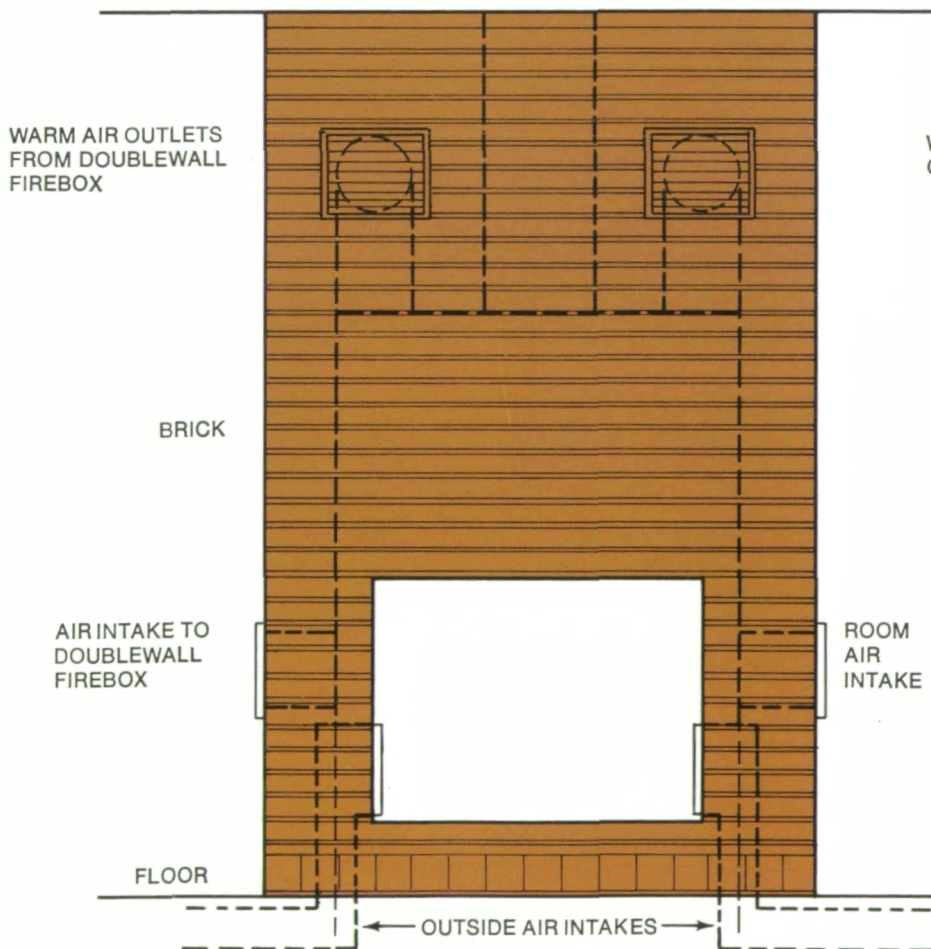 WARM AIR OUTLETS
FROM DOUBLEWALL
FIREBOX
BRICK
AIR INTAKE TO
DOUBLEWALL
FIREBOX
ROOM
AIR
INTAKE
FLOOR
OUTSIDE AIR INTAKES